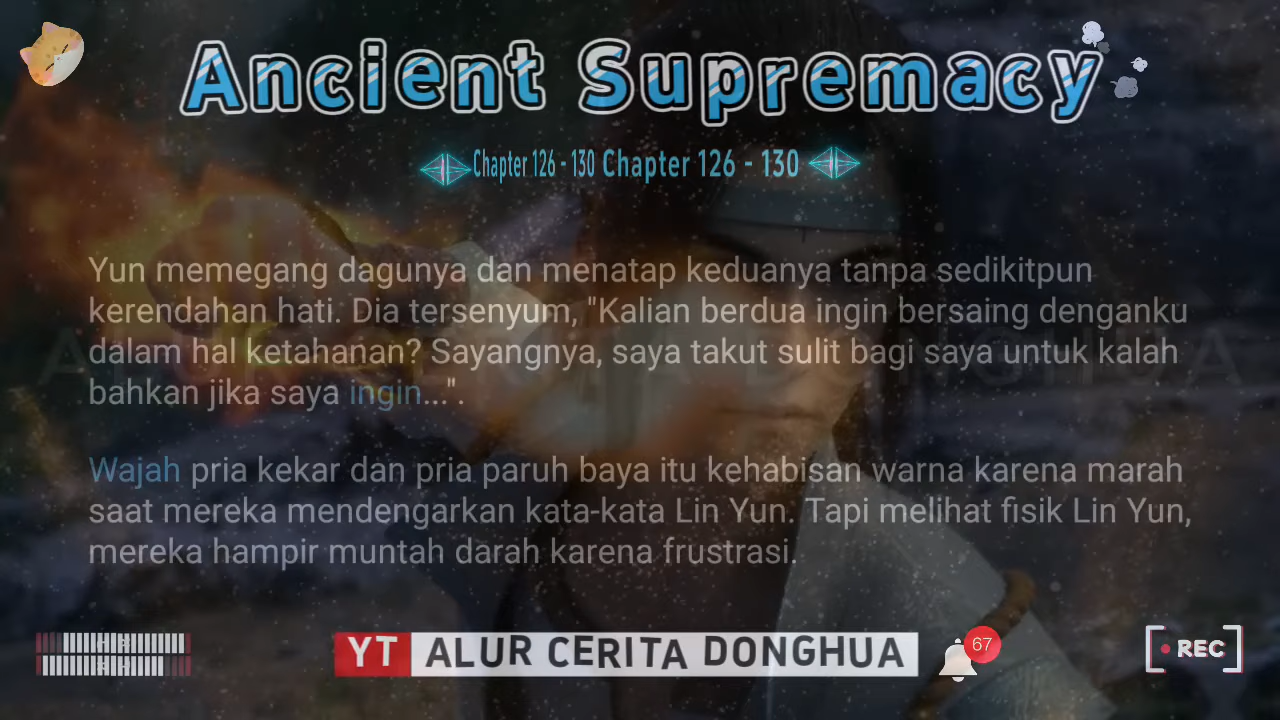 Ancient Supremacy
Chapter 126 - 130 Chapter 126 - 130
Yun memegang dagunya dan menatap keduanya tanpa sedikitpun
kerendahan hati. Dia tersenyum, "Kalian berdua ingin bersaing denganku
dalam hal ketahanan? Sayangnya, saya takut sulit bagi saya untuk kalah
bahkan jika saya ingin...".
Wajah pria kekar dan pria paruh baya itu kehabisan warna karena marah
saat mereka mendengarkan kata-kata Lin Yun. Tapi melihat fisik Lin Yun,
mereka hampir muntah darah karena frustrasi.
YT ALUR CERITA DONGHUA
67
REC